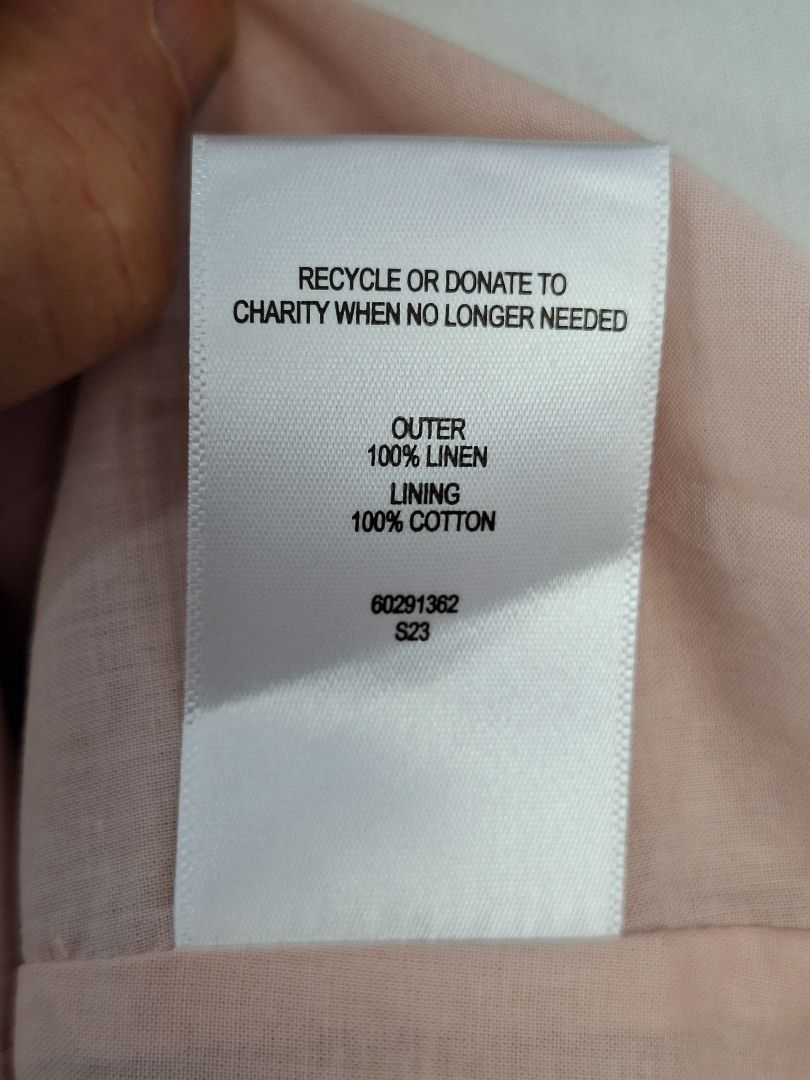 RECYCLE OR DONATE TO
CHARITY WHEN NO LONGER NEEDED
OUTER
100% LINEN
LINING
100% COTTON
60291362
S23